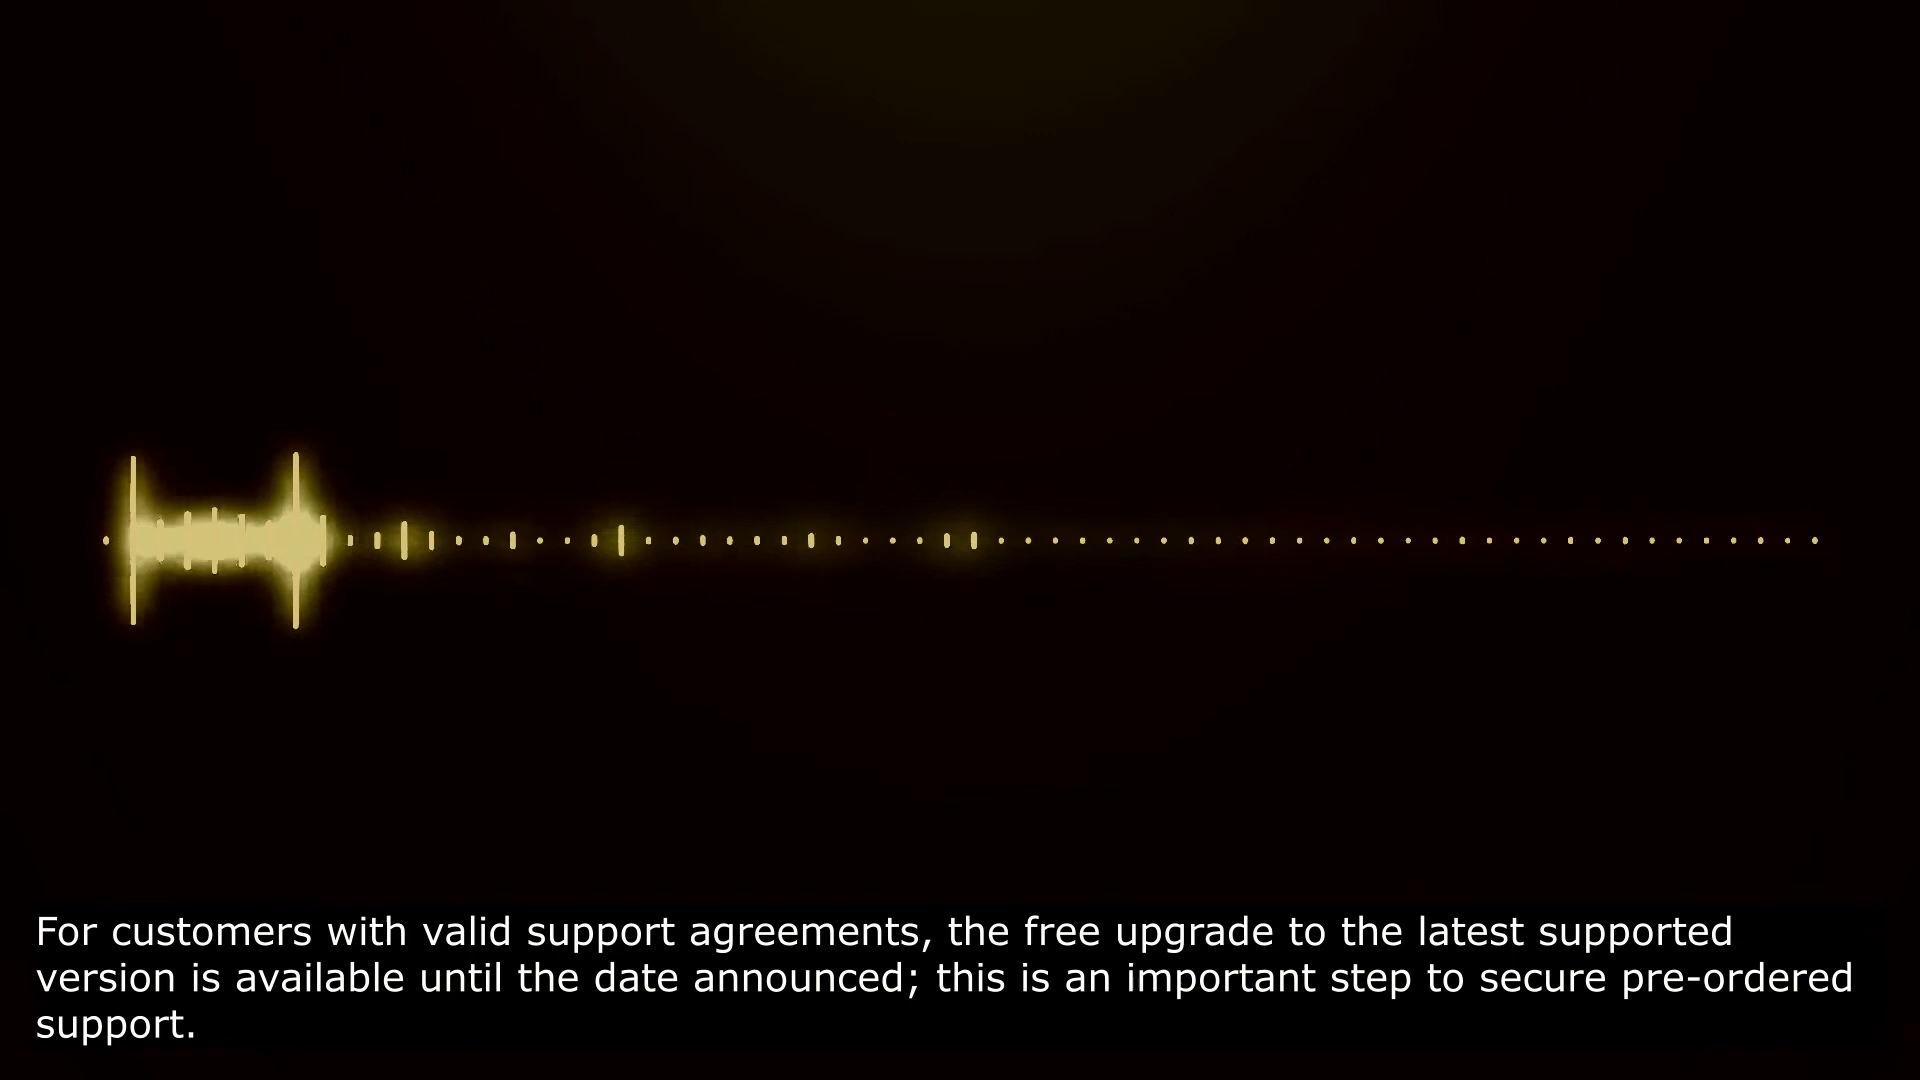 For customers with valid support agreements, the free upgrade to the latest supported
version is available until the date announced; this is an important step to secure pre-ordered
support.